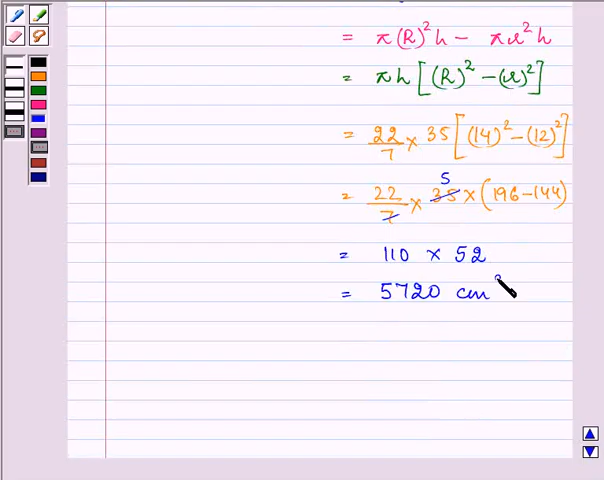 = π(R)²h - πr²h
= πh[(R)² - (r)²]
= 22/7 × 35[(14)² - (12)²]
5
= 22/7 × 35 × (196 - 144)
= 110 × 52
= 5720 cm